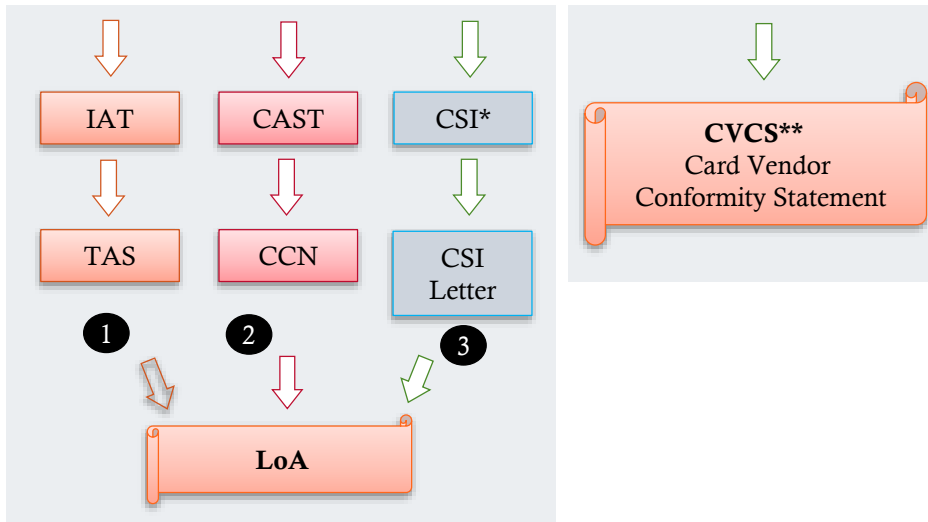 IAT
CAST
CSI*
TAS
CCN
CSI
Letter
1
2
3
LoA
CVCS**
Card Vendor
Conformity Statement